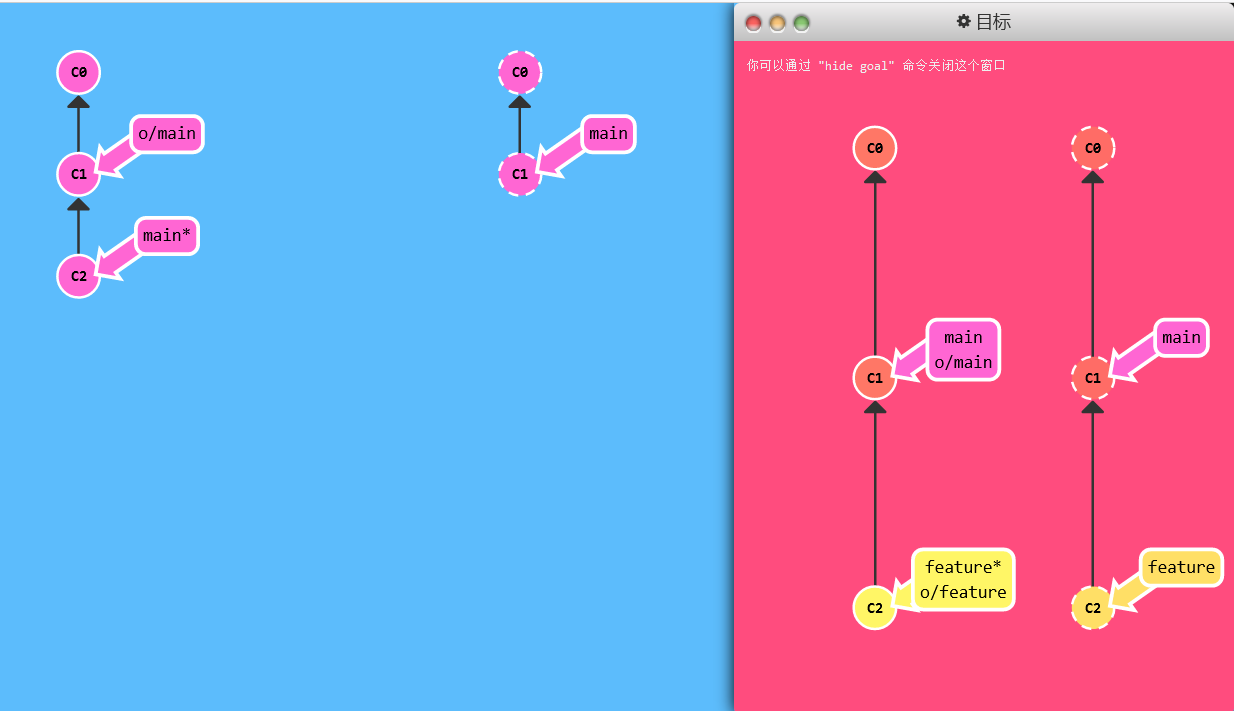 C0
o/main
C1
main*
C2
C0
main
C1
目标
你可以通过 "hide goal" 命令关闭这个窗口
C0
main
o/main
C1
feature*
o/feature
C2
C0
main
C1
feature
C2